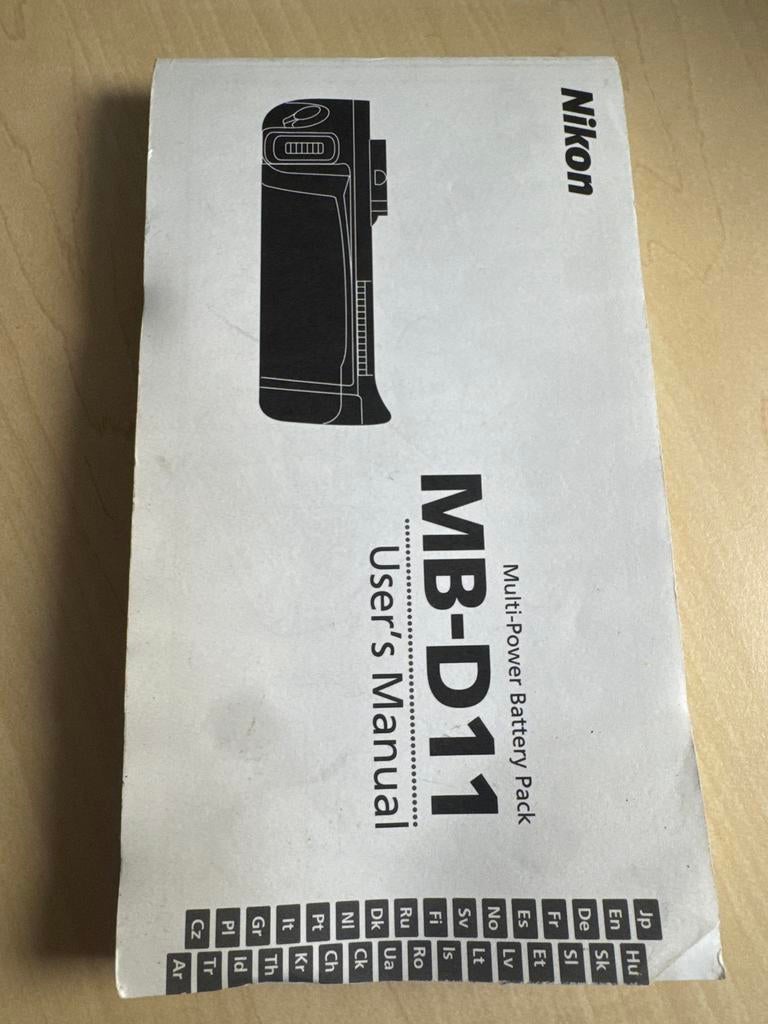 Nikon
Multi-Power Battery Pack
MB-D11
User's Manual
Jp En De Fr Es No Sv Fi Ru Dk Nl Pt It Gr Pl Cz
Hu Sk Sl Et Lv Lt Is Ro Ua Ck Ch Kr Th Id Tr Ar